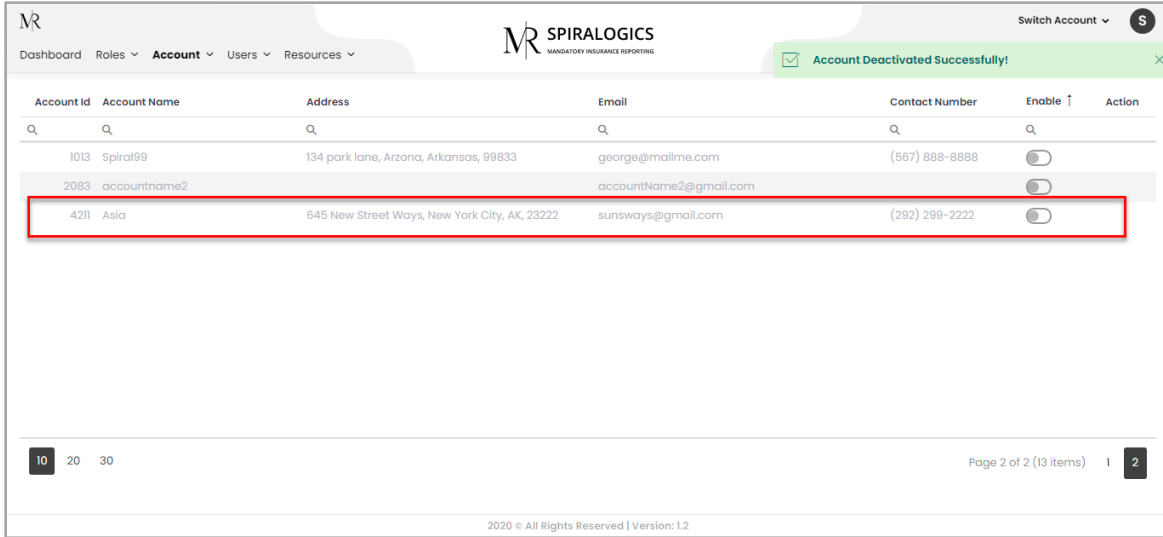 MR
Switch Account
S
MR SPIRALOGICS
MANDATORY INSURANCE REPORTING
Dashboard Roles Account Users Resources
Account Deactivated Successfully!
Account Id Account Name Address Email Contact Number Enable ↑ Action
1013 Spiral99 134 park lane, Arzona, Arkansas, 99833 george@mailme.com (567) 888-8888
2083 accountname2 accountName2@gmail.com
4211 Asia 645 New Street Ways, New York City, AK, 23222 sunsways@gmail.com (292) 299-2222
10 20 30 Page 2 of 2 (13 items) 1 2
2020 © All Rights Reserved | Version: 1.2